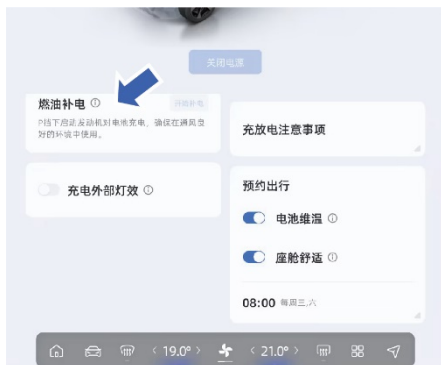 关闭电源
燃油补电
开始补电
P挡下启动发动机对电池充电，确保在通风良
好的环境中使用。
充放电注意事项
充电外部灯效
预约出行
电池维温
座舱舒适
08:00 每周三,六
19.0° 21.0°